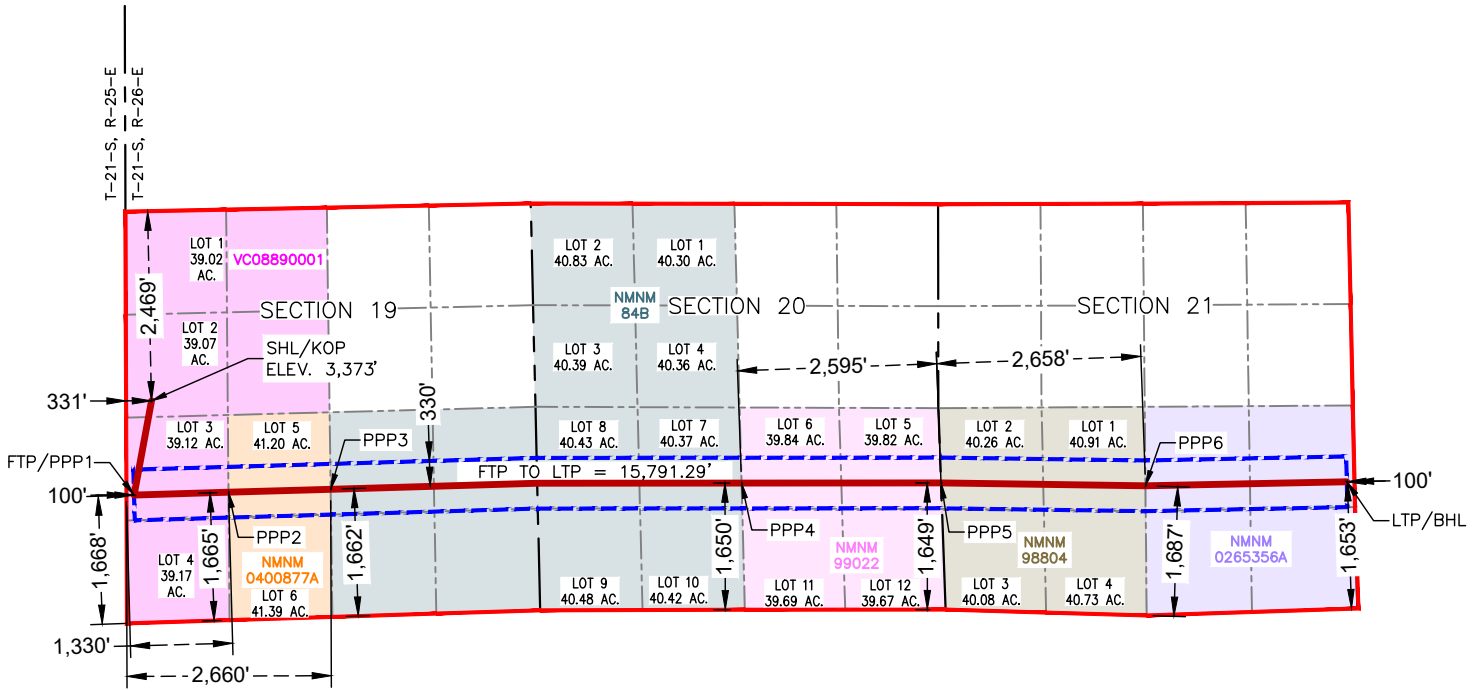 T-21-S, R-25-E
T-21-S, R-26-E
LOT 1
39.02
AC.
VC08890001
LOT 2
40.83 AC.
LOT 1
40.30 AC.
2,469'
SECTION 19
NMNM
84B
SECTION 20
SECTION 21
LOT 2
39.07
AC.
SHL/KOP
ELEV. 3,373'
LOT 3
40.39 AC.
LOT 4
40.36 AC.
2,595'
2,658'
331'
330'
LOT 3
39.12 AC.
LOT 5
41.20 AC.
PPP3
LOT 8
40.43 AC.
LOT 7
40.37 AC.
LOT 6
39.84 AC.
LOT 5
39.82 AC.
LOT 2
40.26 AC.
LOT 1
40.91 AC.
PPP6
FTP/PPP1
FTP TO LTP = 15,791.29'
100'
100'
LTP/BHL
PPP2
PPP4
PPP5
1,668'
1,665'
1,662'
1,650'
1,649'
1,687'
1,653'
LOT 4
39.17
AC.
NMNM
0400877A
LOT 6
41.39 AC.
LOT 9
40.48 AC.
LOT 10
40.42 AC.
NMNM
99022
LOT 11
39.69 AC.
LOT 12
39.67 AC.
NMNM
98804
LOT 3
40.08 AC.
LOT 4
40.73 AC.
NMNM
0265356A
1,330'
2,660'